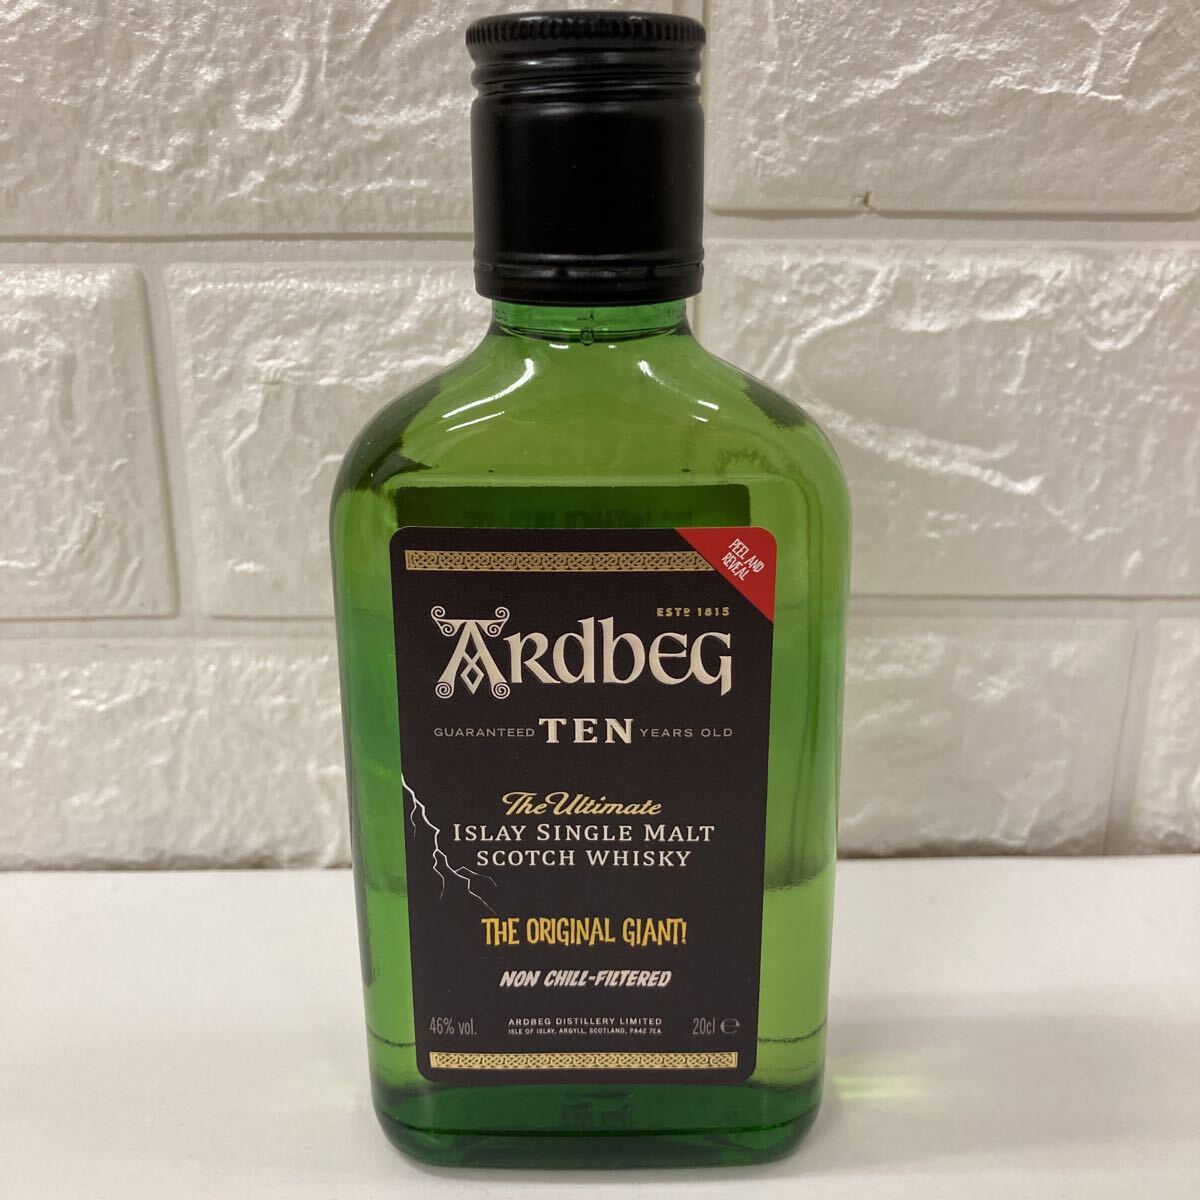 PEEL AND
REVEAL
ESTD 1815
ARDBEG
GUARANTEED TEN YEARS OLD
The Ultimate
ISLAY SINGLE MALT
SCOTCH WHISKY
THE ORIGINAL GIANT!
NON CHILL-FILTERED
46% vol. ARDBEG DISTILLERY LIMITED 20cl ℮
ISLE OF ISLAY, ARGYLL, SCOTLAND, PA42 7EA